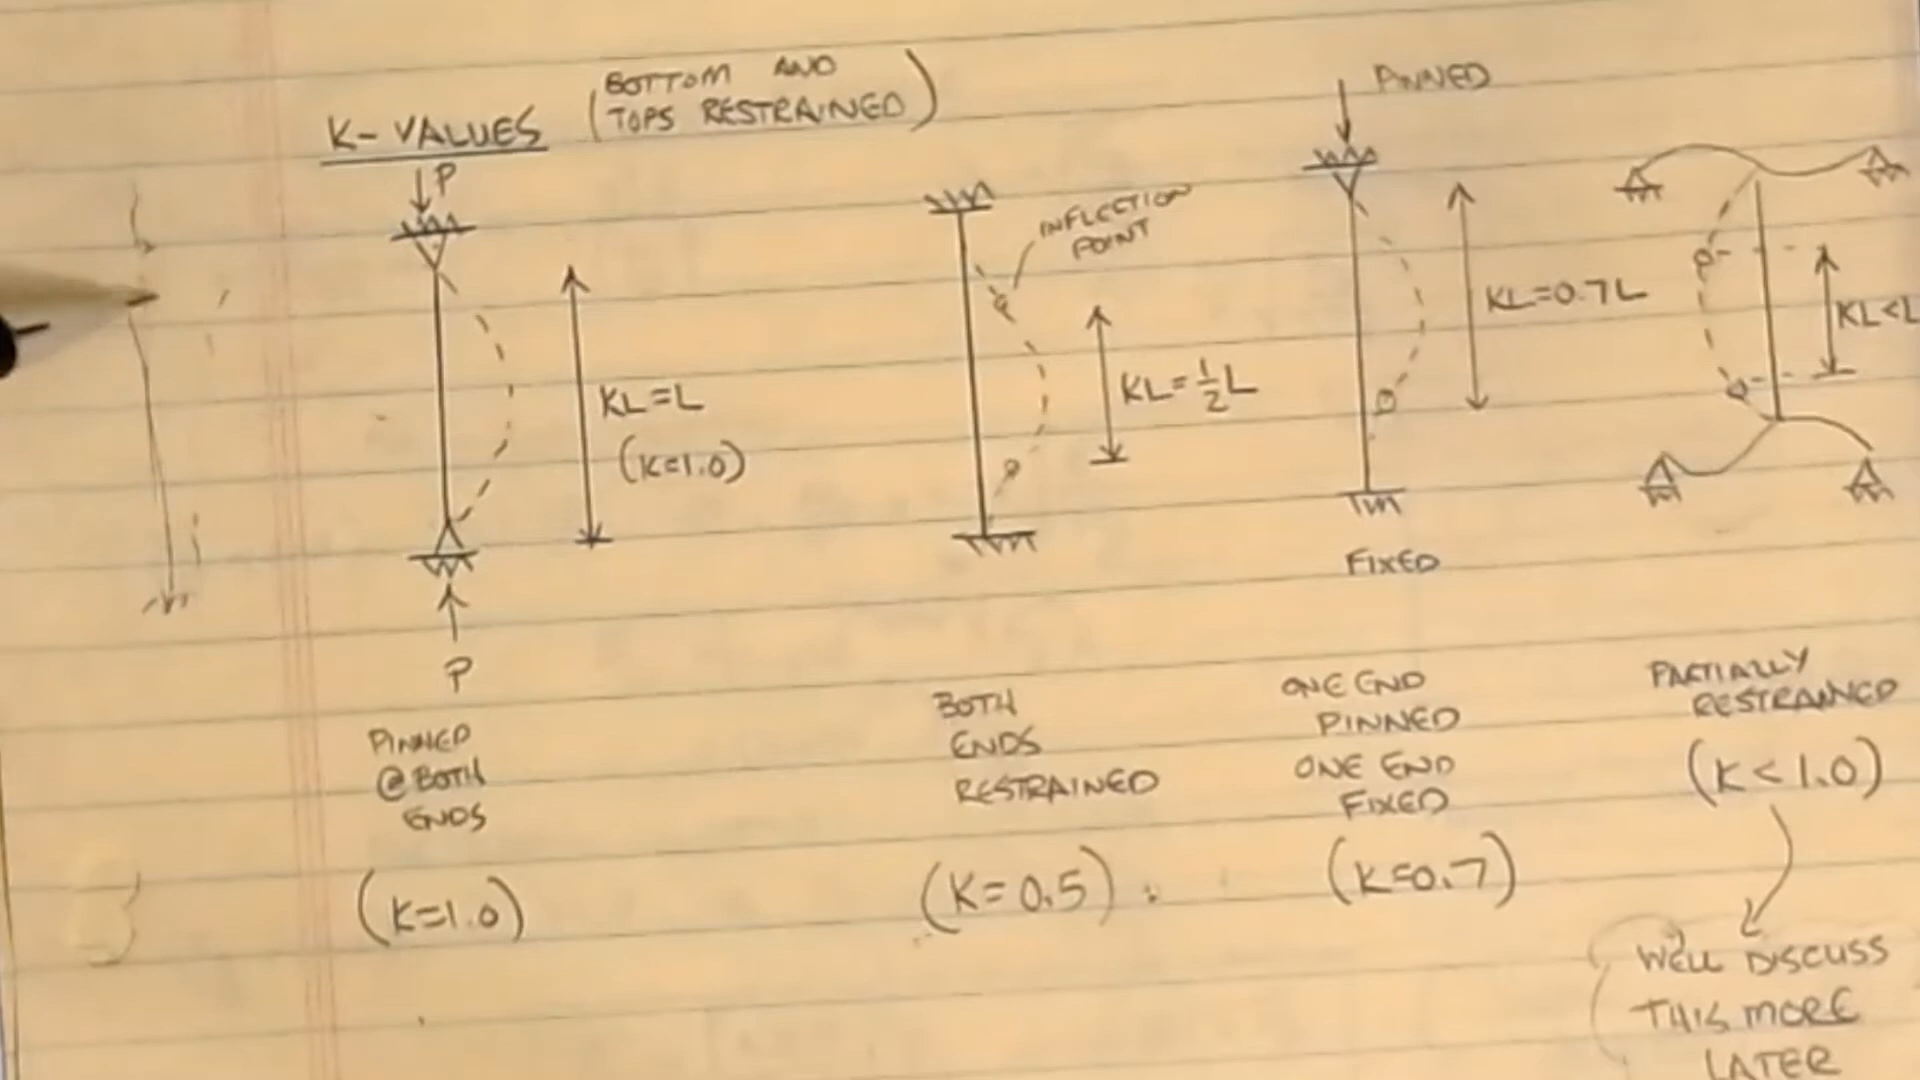 K-VALUES
(BOTTOM AND
TOPS RESTRAINED)
P
KL=L
(K=1.0)
P
PINNED
@ BOTH
ENDS
(K=1.0)
INFLECTION
POINT
KL=½L
BOTH
ENDS
RESTRAINED
(K=0.5)
PINNED
KL=0.7L
FIXED
ONE END
PINNED
ONE END
FIXED
(K=0.7)
KL<L
PARTIALLY
RESTRAINED
(K<1.0)
WE'LL DISCUSS
THIS MORE
LATER